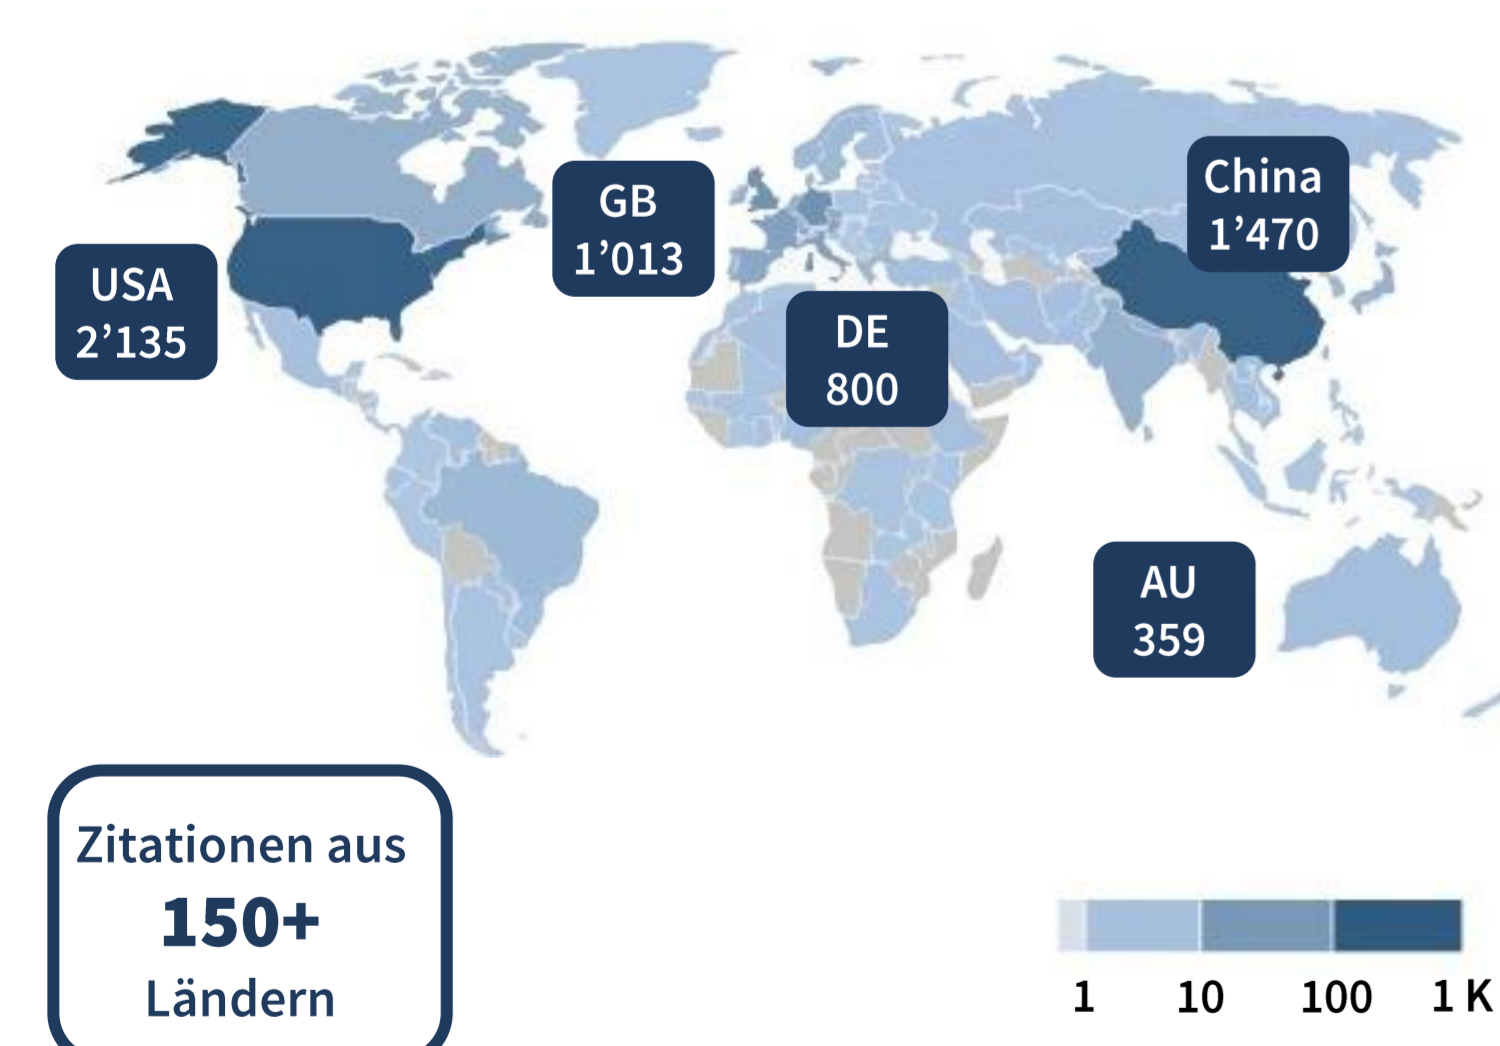 China
1’470
GB
1’013
USA
2’135
DE
800
AU
359
Zitationen aus
150+
Ländern
1
10
100
1 K